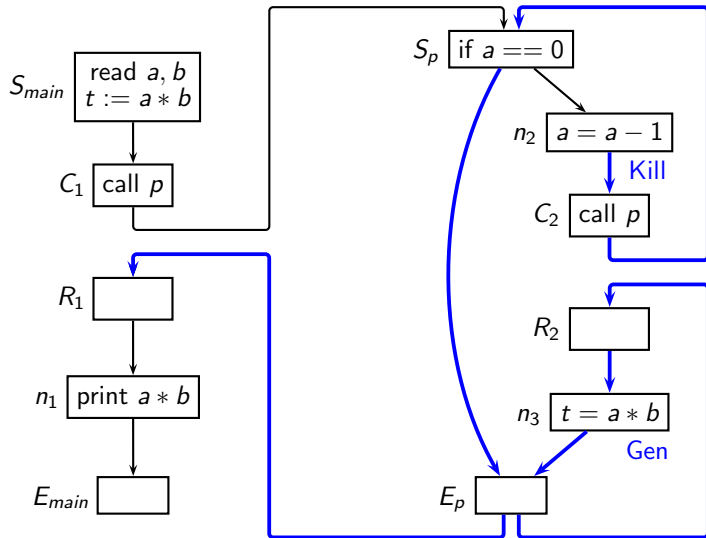 S_main
read a, b
t := a * b
C_1
call p
R_1
n_1
print a * b
E_main
S_p
if a == 0
n_2
a = a − 1
Kill
C_2
call p
R_2
n_3
t = a * b
Gen
E_p